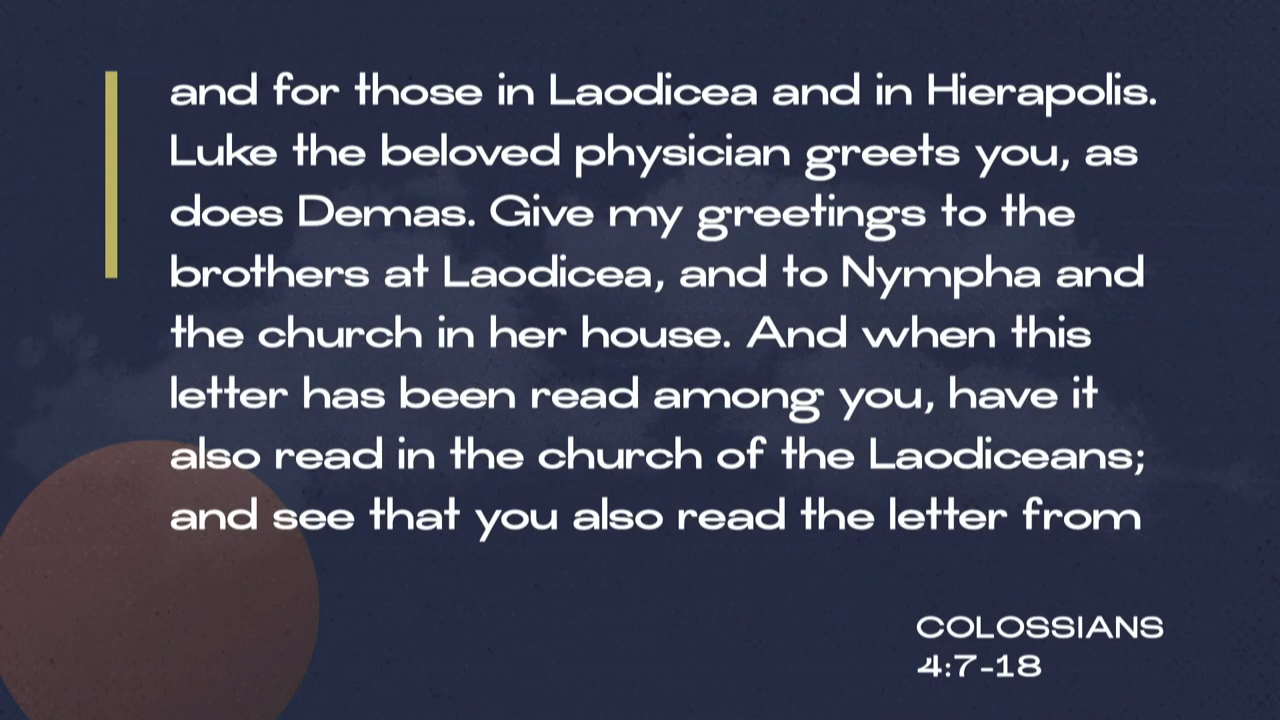 and for those in Laodicea and in Hierapolis.
Luke the beloved physician greets you, as
does Demas. Give my greetings to the
brothers at Laodicea, and to Nympha and
the church in her house. And when this
letter has been read among you, have it
also read in the church of the Laodiceans;
and see that you also read the letter from
COLOSSIANS
4:7-18